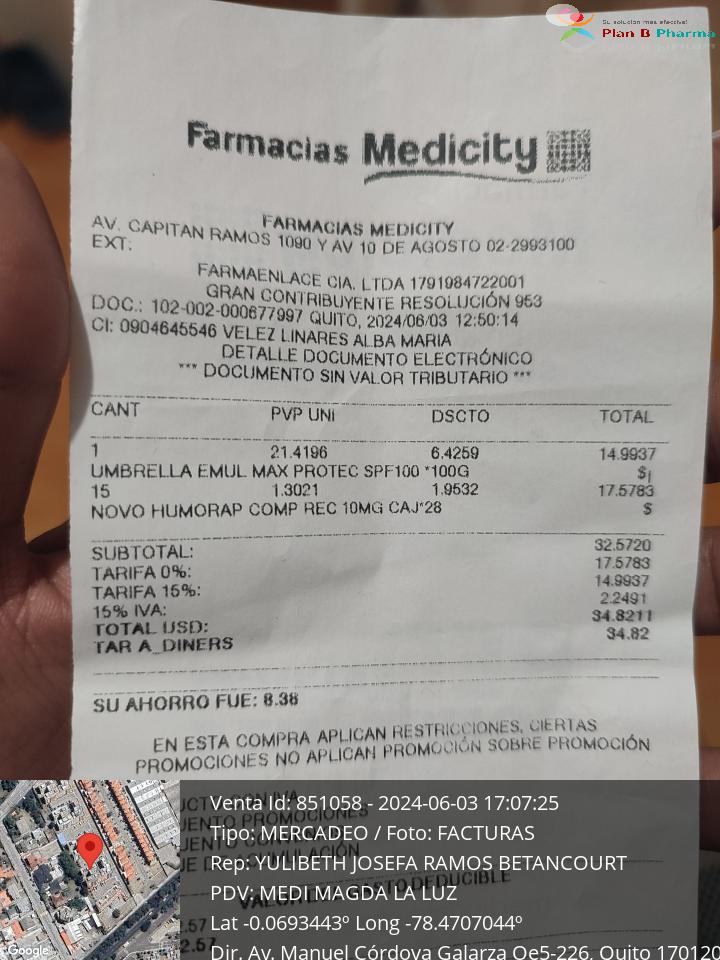 Su solución más efectiva!
Plan B Pharma
Farmacias Medicity
FARMACIAS MEDICITY
AV. CAPITAN RAMOS 1090 Y AV 10 DE AGOSTO 02-2993100
EXT:
FARMAENLACE CIA. LTDA 1791984722001
GRAN CONTRIBUYENTE RESOLUCIÓN 953
DOC.: 102-002-000677997 QUITO, 2024/06/03 12:50:14
CI: 0904645546 VELEZ LINARES ALBA MARIA
DETALLE DOCUMENTO ELECTRÓNICO
*** DOCUMENTO SIN VALOR TRIBUTARIO ***
CANT PVP UNI DSCTO TOTAL
1 21.4196 6.4259 14.9937
UMBRELLA EMUL MAX PROTEC SPF100 *100G $
15 1.3021 1.9532 17.5783
NOVO HUMORAP COMP REC 10MG CAJ*28 $
SUBTOTAL: 32.5720
TARIFA 0%: 17.5783
TARIFA 15%: 14.9937
15% IVA: 2.2491
TOTAL USD: 34.8211
TAR A_DINERS 34.82
SU AHORRO FUE: 8.38
EN ESTA COMPRA APLICAN RESTRICCIONES, CIERTAS
PROMOCIONES NO APLICAN PROMOCIÓN SOBRE PROMOCIÓN
Venta Id: 851058 - 2024-06-03 17:07:25
Tipo: MERCADEO / Foto: FACTURAS
Rep: YULIBETH JOSEFA RAMOS BETANCOURT
PDV: MEDI MAGDA LA LUZ
Lat -0.0693443º Long -78.4707044º
Dir. Av. Manuel Córdova Galarza Oe5-226, Quito 170120
Google